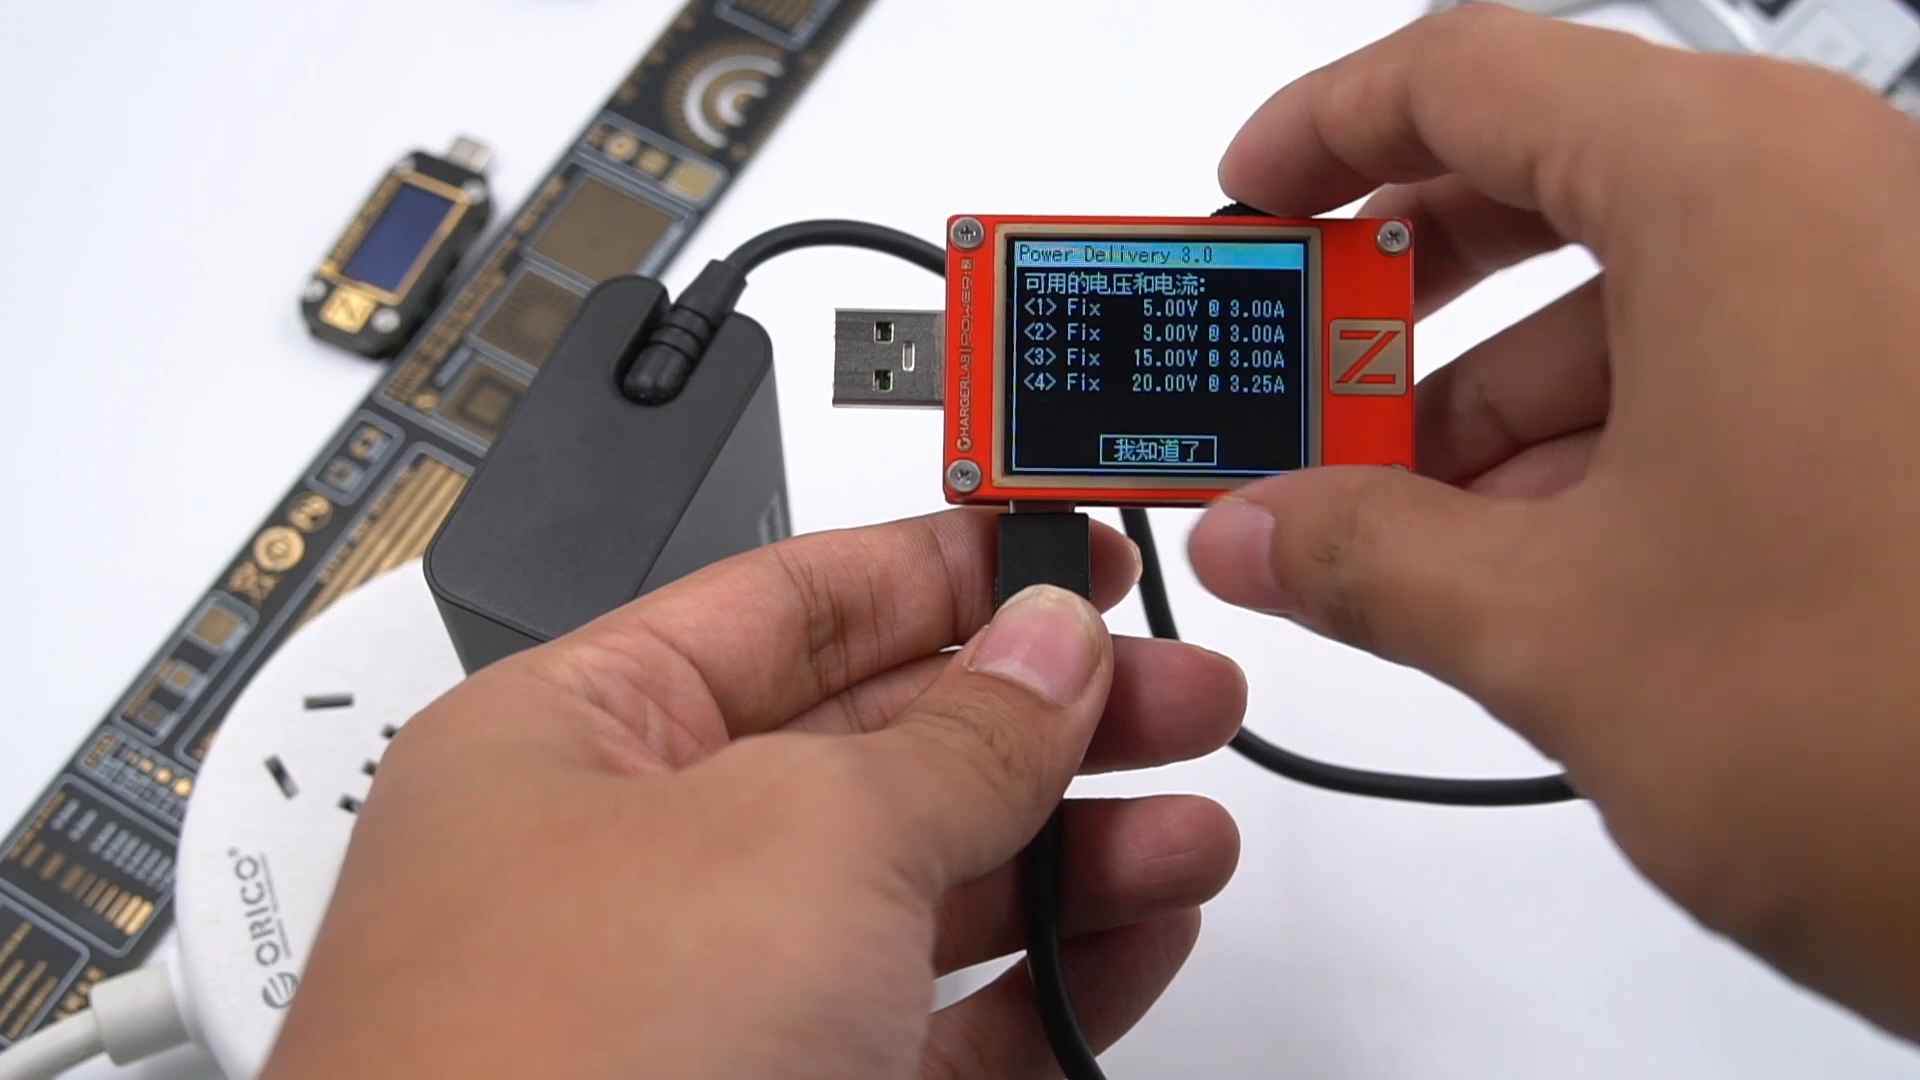 Power Delivery 3.0
可用的电压和电流:
<1> Fix 5.00V @ 3.00A
<2> Fix 9.00V @ 3.00A
<3> Fix 15.00V @ 3.00A
<4> Fix 20.00V @ 3.25A
我知道了
CHARGERLAB | POWER-Z
Z
ORICO®